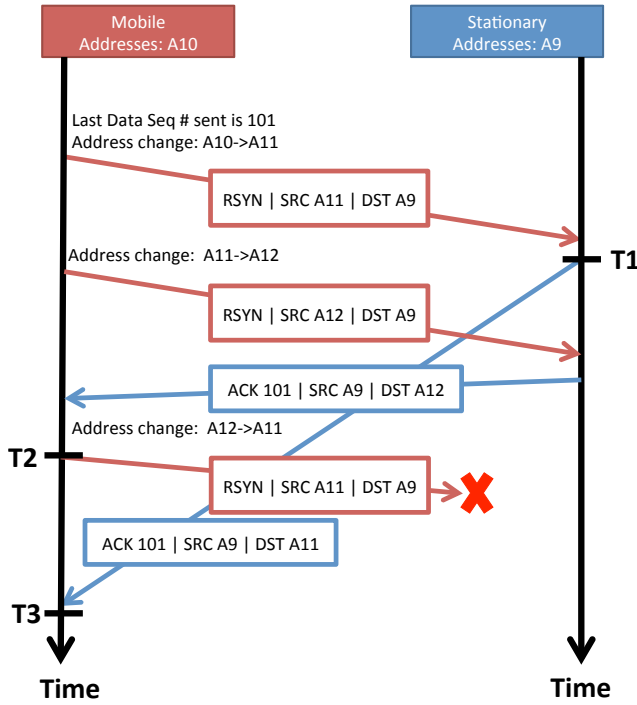 Mobile
Addresses: A10
Stationary
Addresses: A9
Last Data Seq # sent is 101
Address change: A10->A11
RSYN | SRC A11 | DST A9
T1
Address change:  A11->A12
RSYN | SRC A12 | DST A9
ACK 101 | SRC A9 | DST A12
Address change:  A12->A11
T2
RSYN | SRC A11 | DST A9
ACK 101 | SRC A9 | DST A11
T3
Time
Time